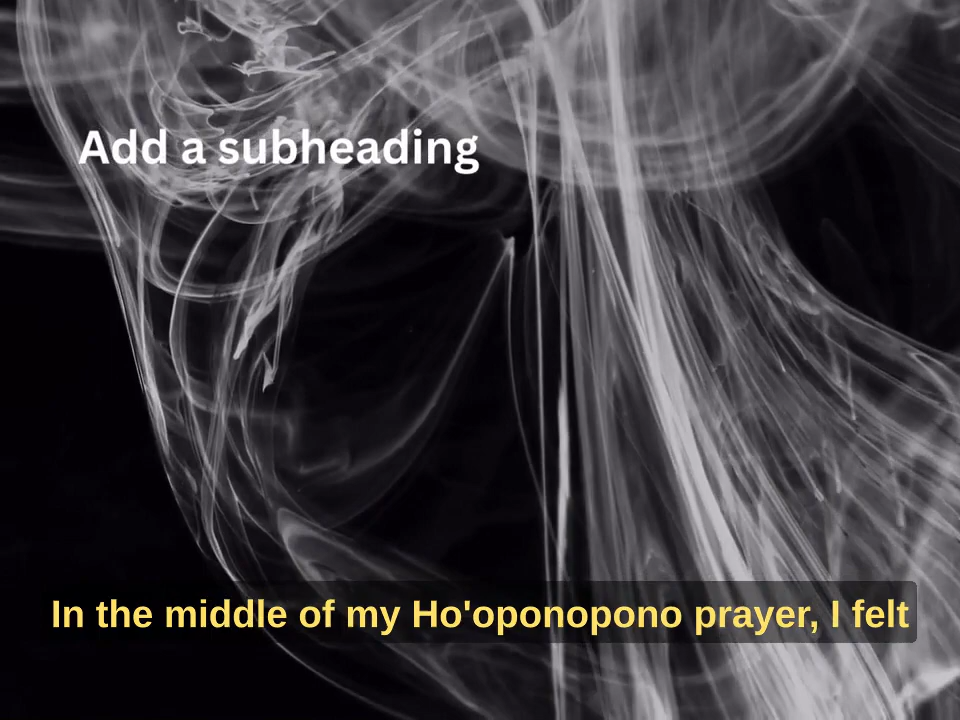 Add a subheading
In the middle of my Ho'oponopono prayer, I felt